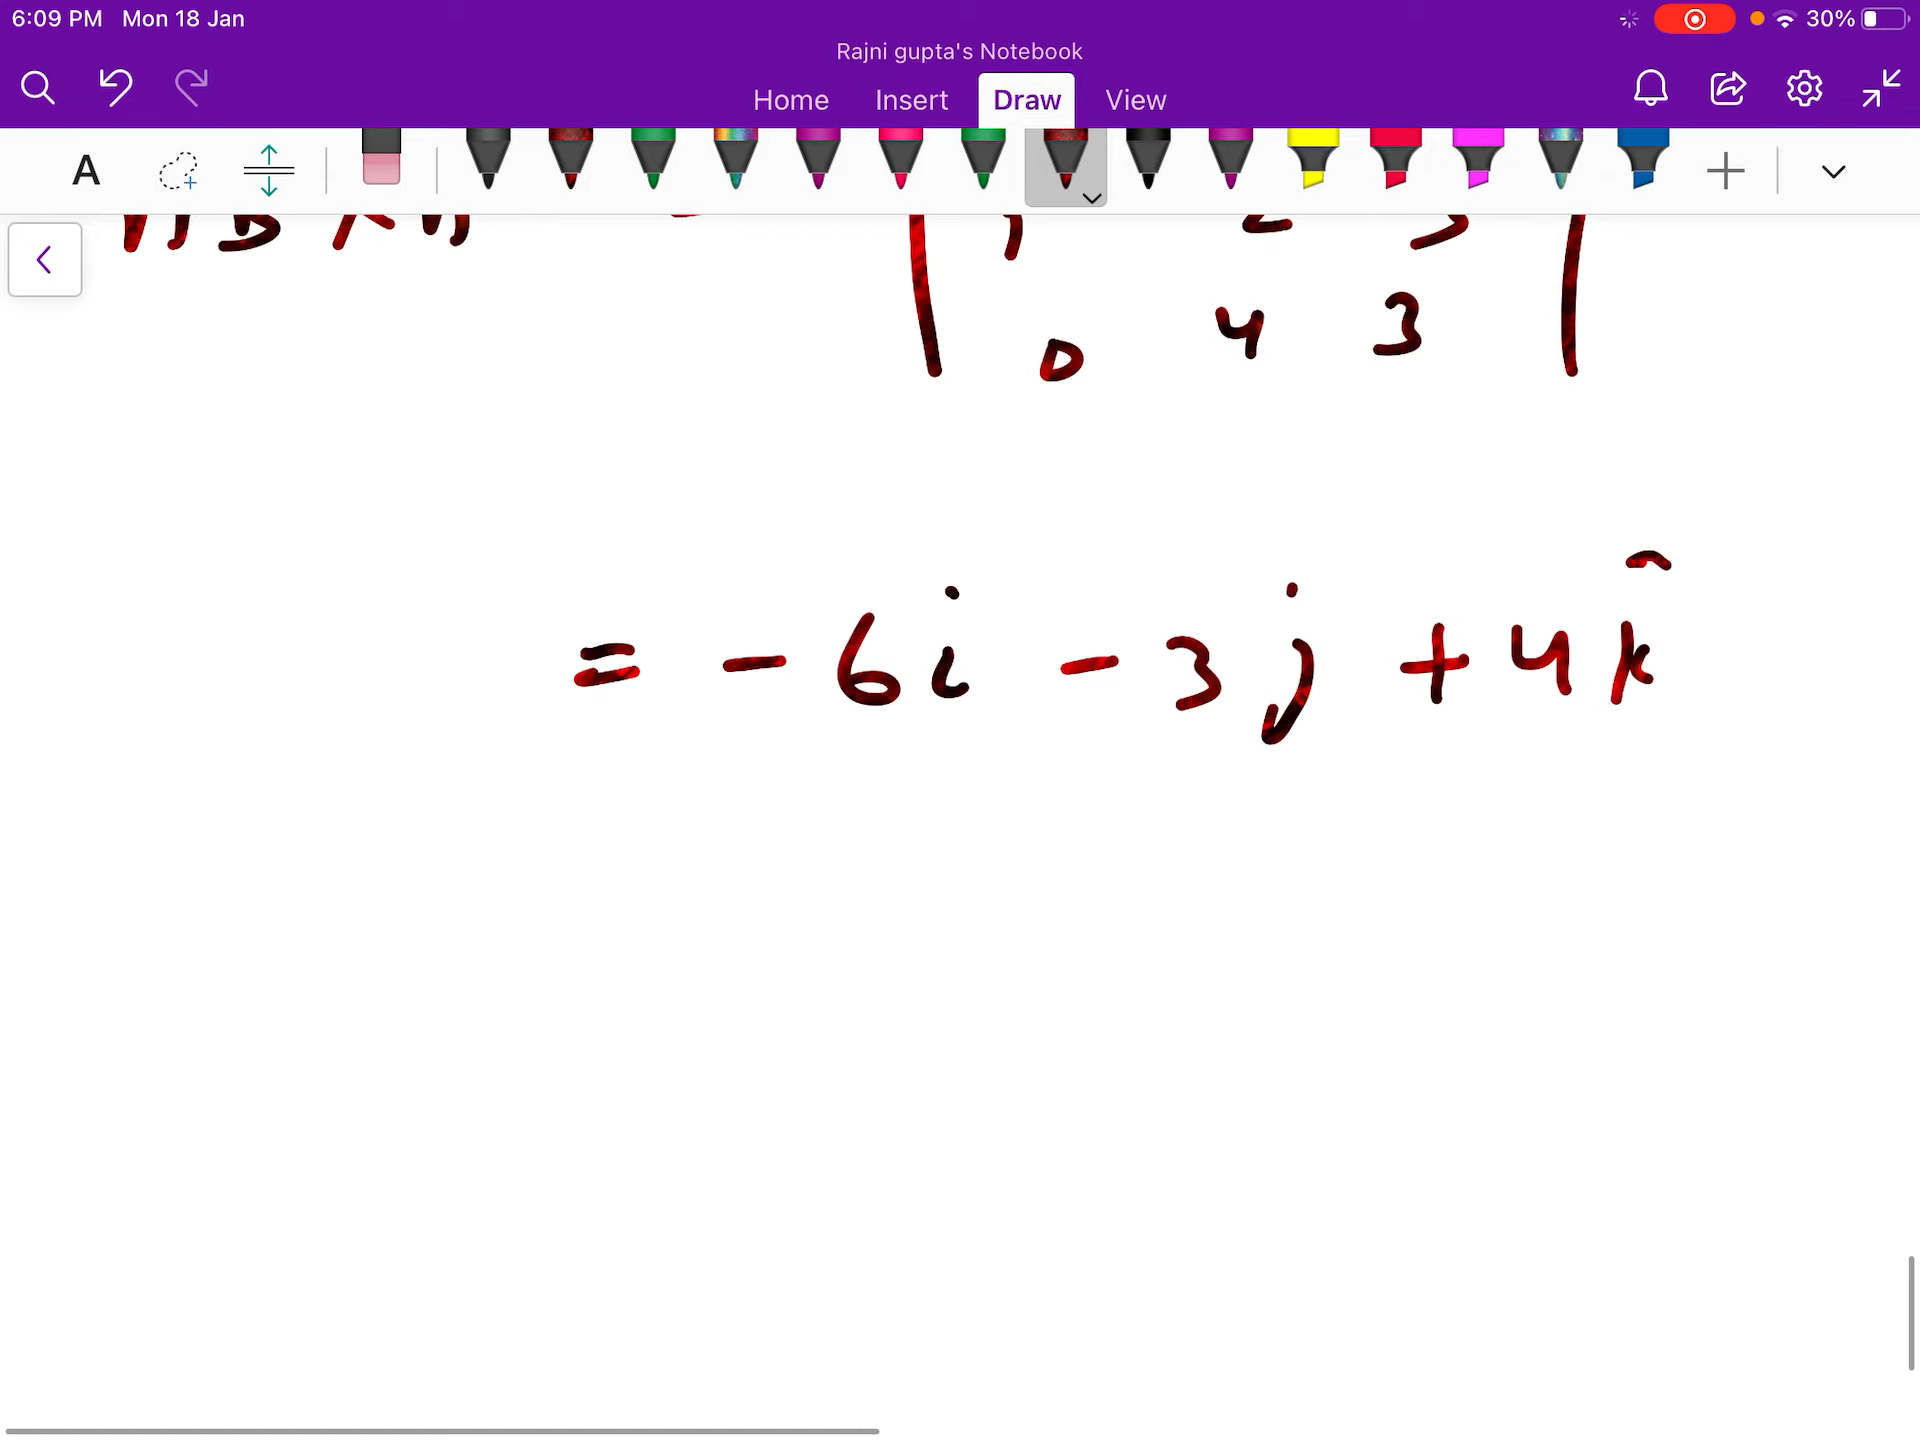 6:09 PM Mon 18 Jan 30%
Rajni gupta's Notebook
Home Insert Draw View
A
0 4 3
= - 6i - 3j + 4k̂